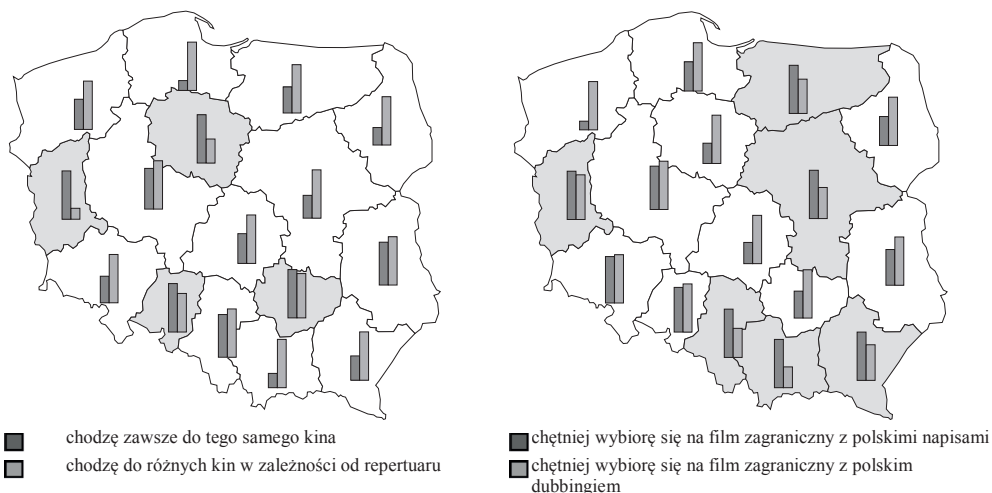 chodzę zawsze do tego samego kina
chodzę do różnych kin w zależności od repertuaru
chętniej wybiorę się na film zagraniczny z polskimi napisami
chętniej wybiorę się na film zagraniczny z polskim
dubbingiem